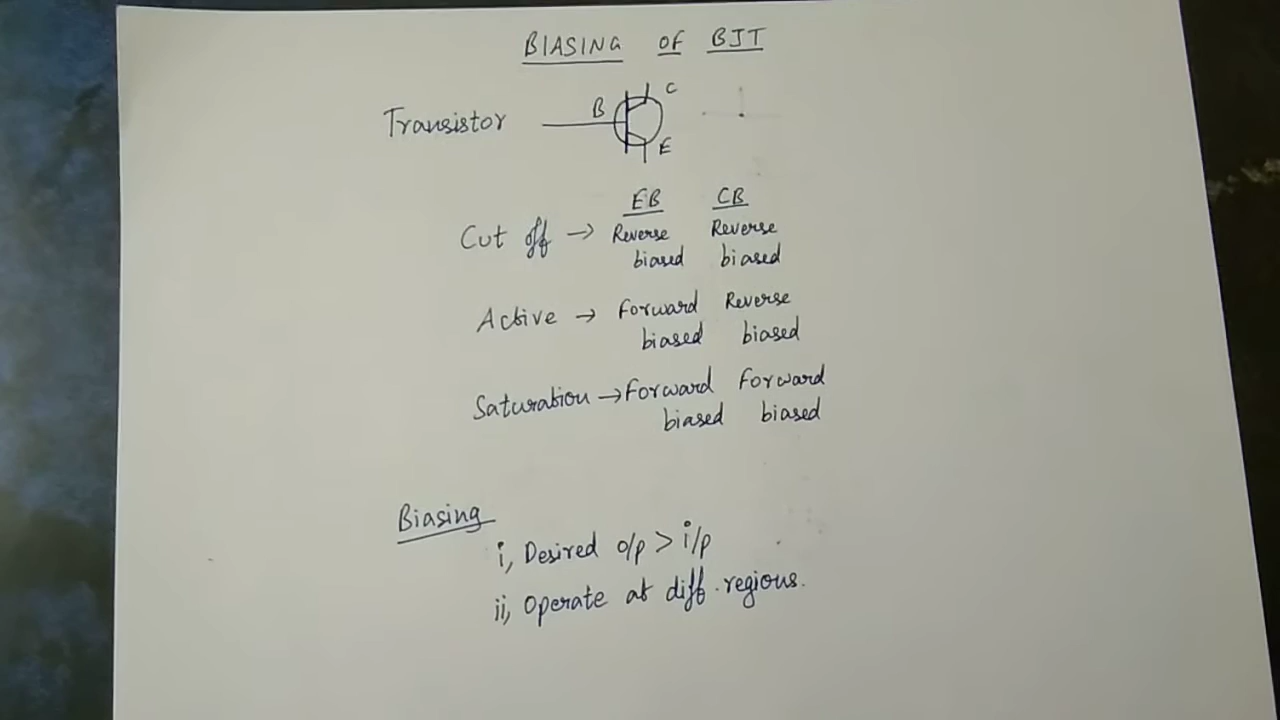 BIASING OF BJT
Transistor B C
E
EB CB
Cut off → Reverse Reverse
biased biased
Active → Forward Reverse
biased biased
Saturation → Forward Forward
biased biased
Biasing
i, Desired o/p > i/p
ii, Operate at diff. regions.